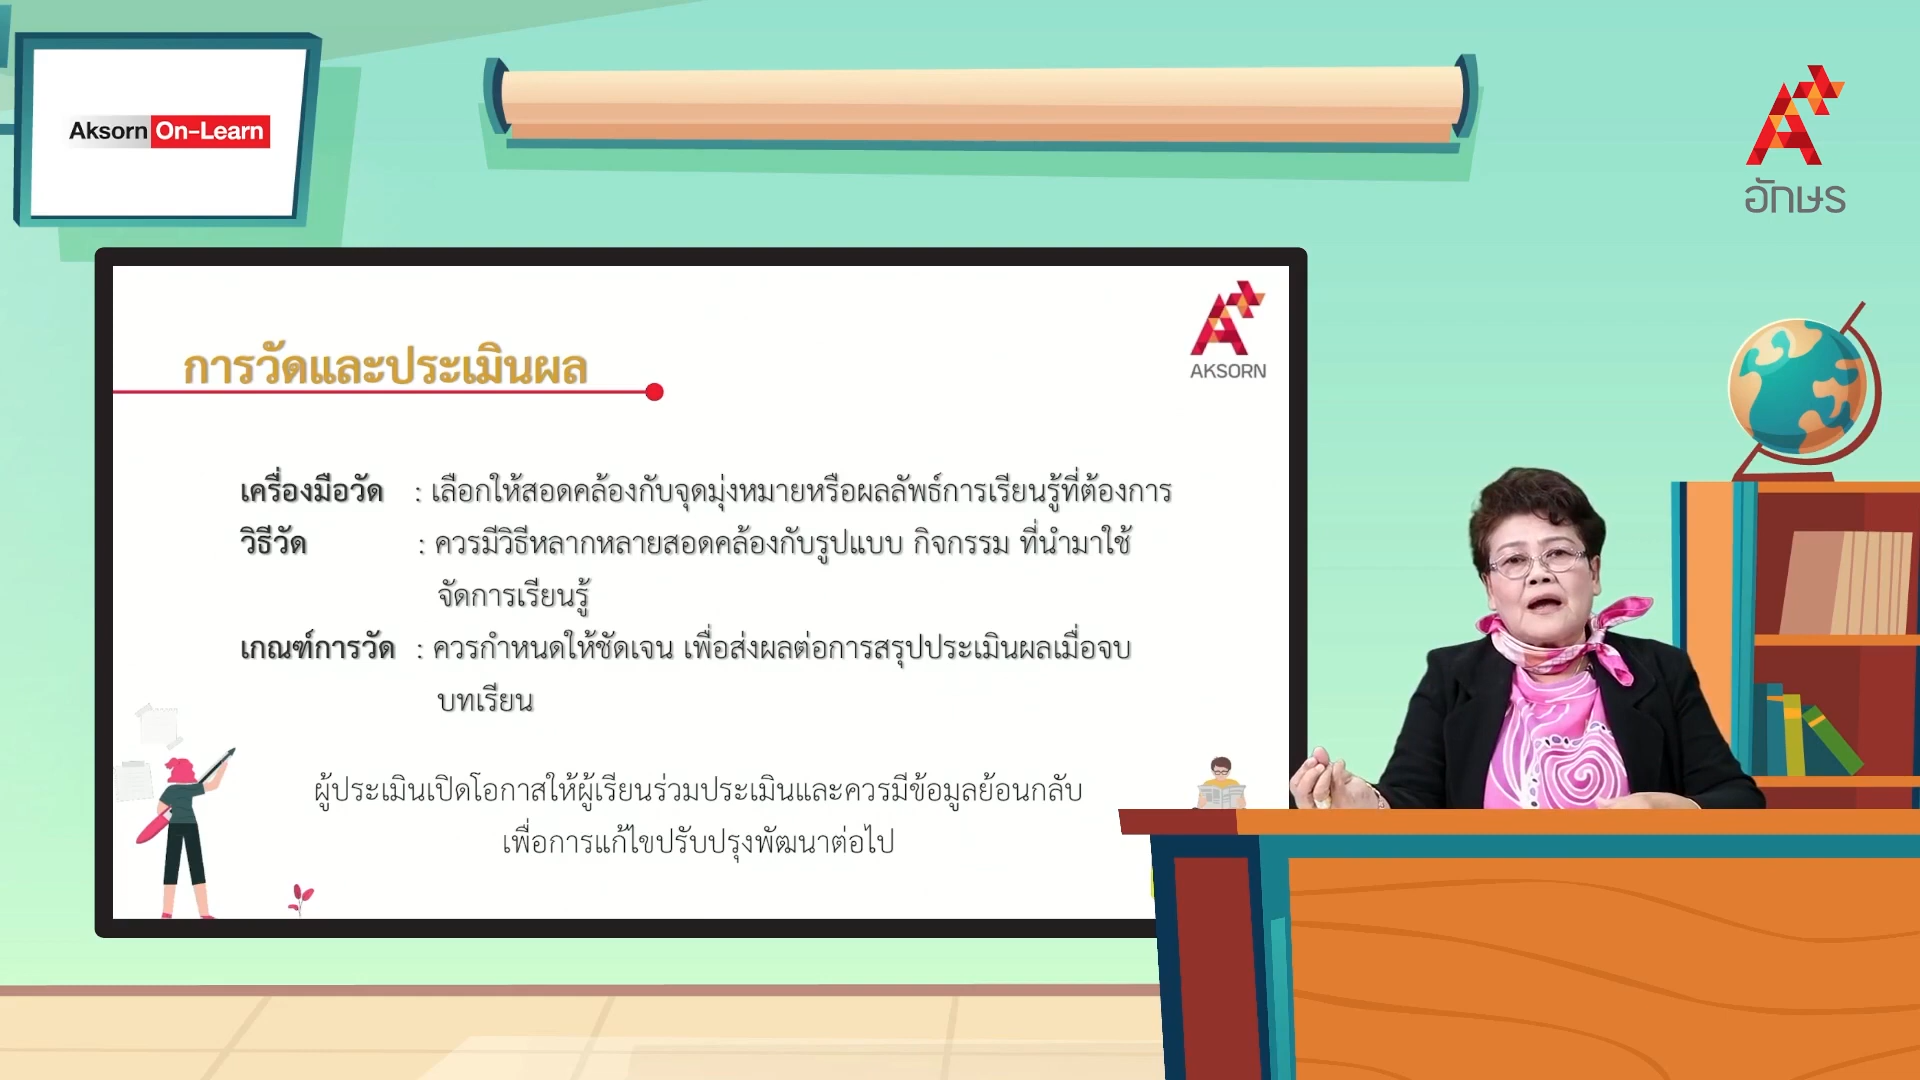 Aksorn On-Learn
อักษร
AKSORN
การวัดและประเมินผล
เครื่องมือวัด : เลือกให้สอดคล้องกับจุดมุ่งหมายหรือผลลัพธ์การเรียนรู้ที่ต้องการ
วิธีวัด : ควรมีวิธีหลากหลายสอดคล้องกับรูปแบบ กิจกรรม ที่นำมาใช้
จัดการเรียนรู้
เกณฑ์การวัด : ควรกำหนดให้ชัดเจน เพื่อส่งผลต่อการสรุปประเมินผลเมื่อจบ
บทเรียน
ผู้ประเมินเปิดโอกาสให้ผู้เรียนร่วมประเมินและควรมีข้อมูลย้อนกลับ
เพื่อการแก้ไขปรับปรุงพัฒนาต่อไป